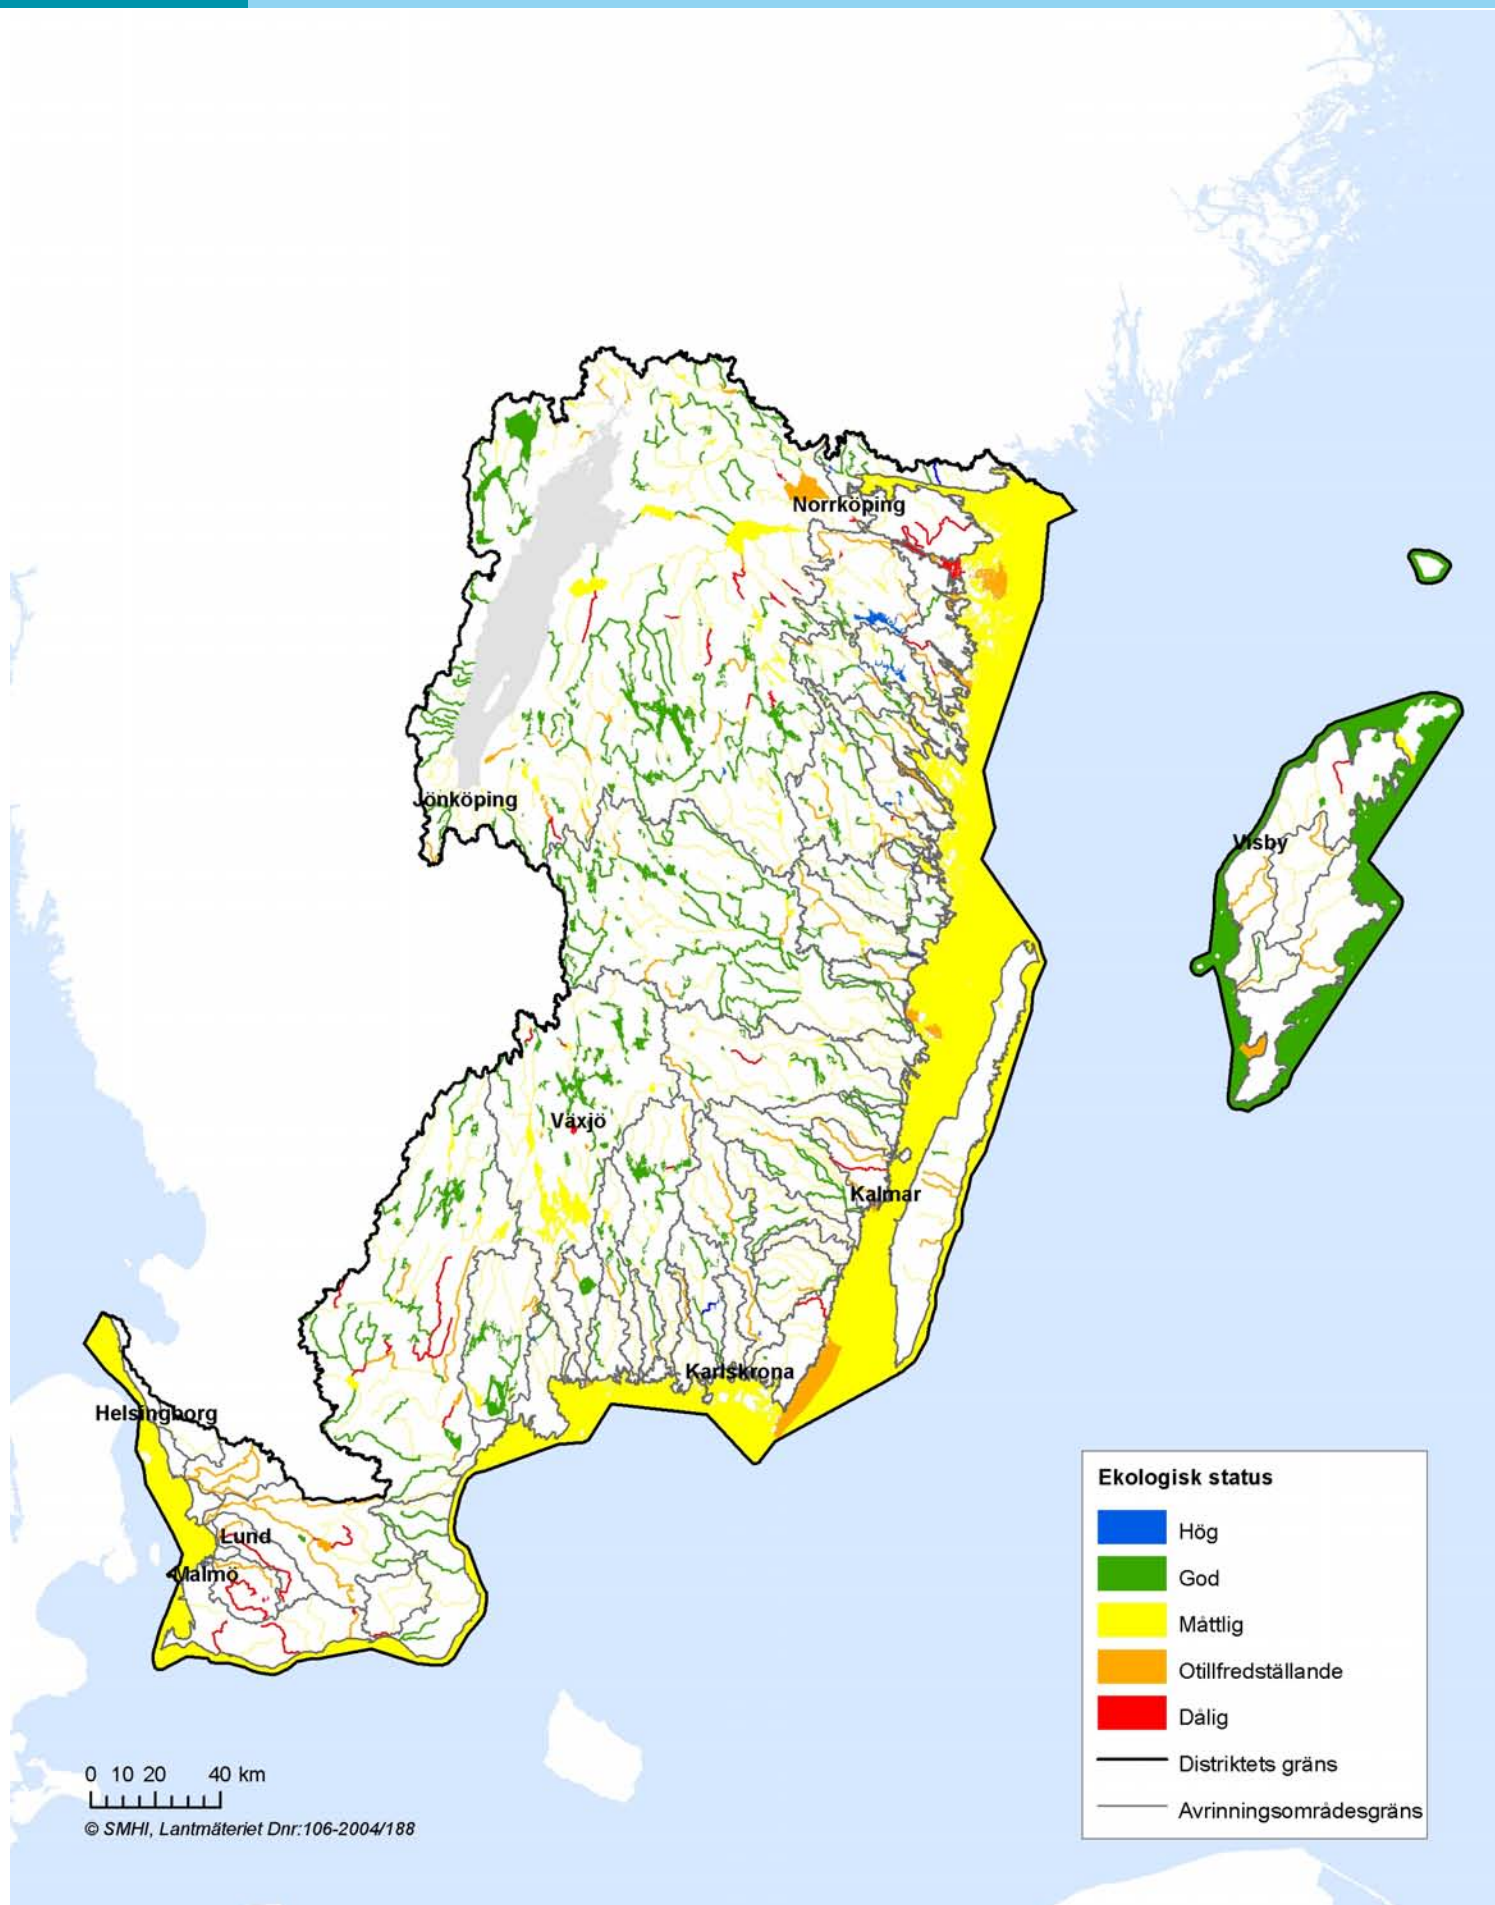 Norrköping
Jönköping
Visby
Växjö
Kalmar
Karlskrona
Helsingborg
Lund
Malmö
Ekologisk status
Hög
God
Måttlig
Otillfredställande
Dålig
Distriktets gräns
Avrinningsområdesgräns
0 10 20 40 km
© SMHI, Lantmäteriet Dnr:106-2004/188